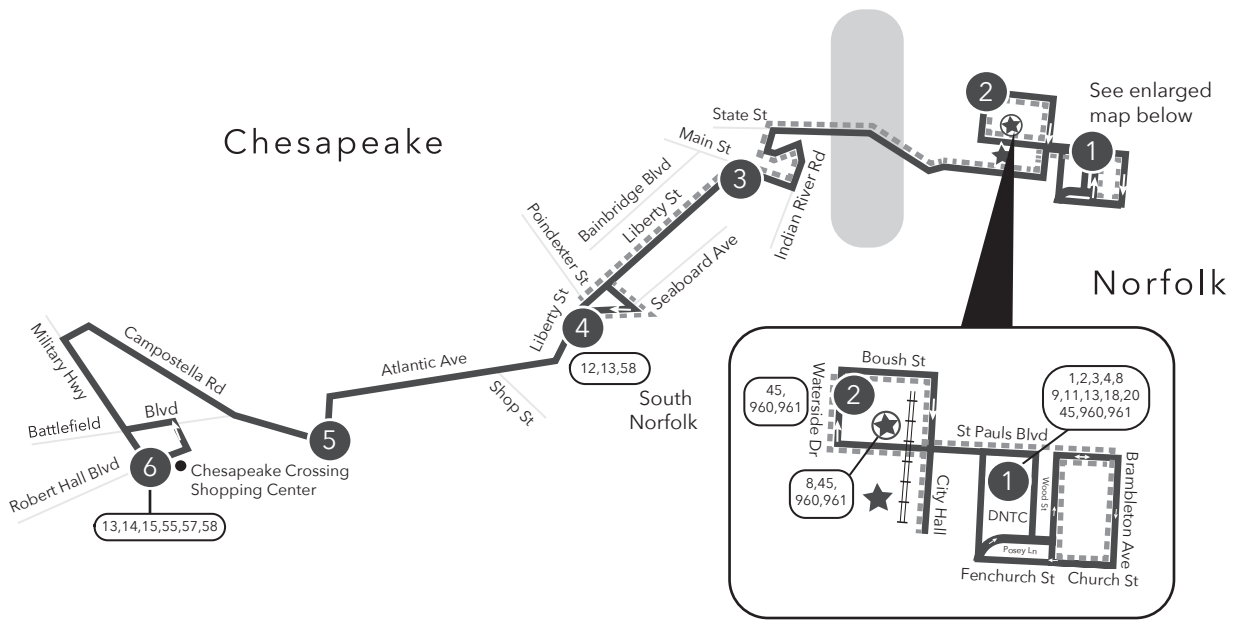 Chesapeake
State St
Main St
Bainbridge Blvd
Liberty St
Poindexter St
Indian River Rd
Seaboard Ave
Liberty St
2
1
3
4
5
6
See enlarged
map below
Norfolk
12,13,58
South
Norfolk
Atlantic Ave
Shop St
Military Hwy
Campostella Rd
Battlefield
Blvd
Robert Hall Blvd
Chesapeake Crossing
Shopping Center
13,14,15,55,57,58
Boush St
Waterside Dr
2
45,
960,961
8,45,
960,961
1,2,3,4,8
9,11,13,18,20
45,960,961
St Pauls Blvd
City Hall
1
DNTC
Wood St
Posey Ln
Brambleton Ave
Fenchurch St
Church St